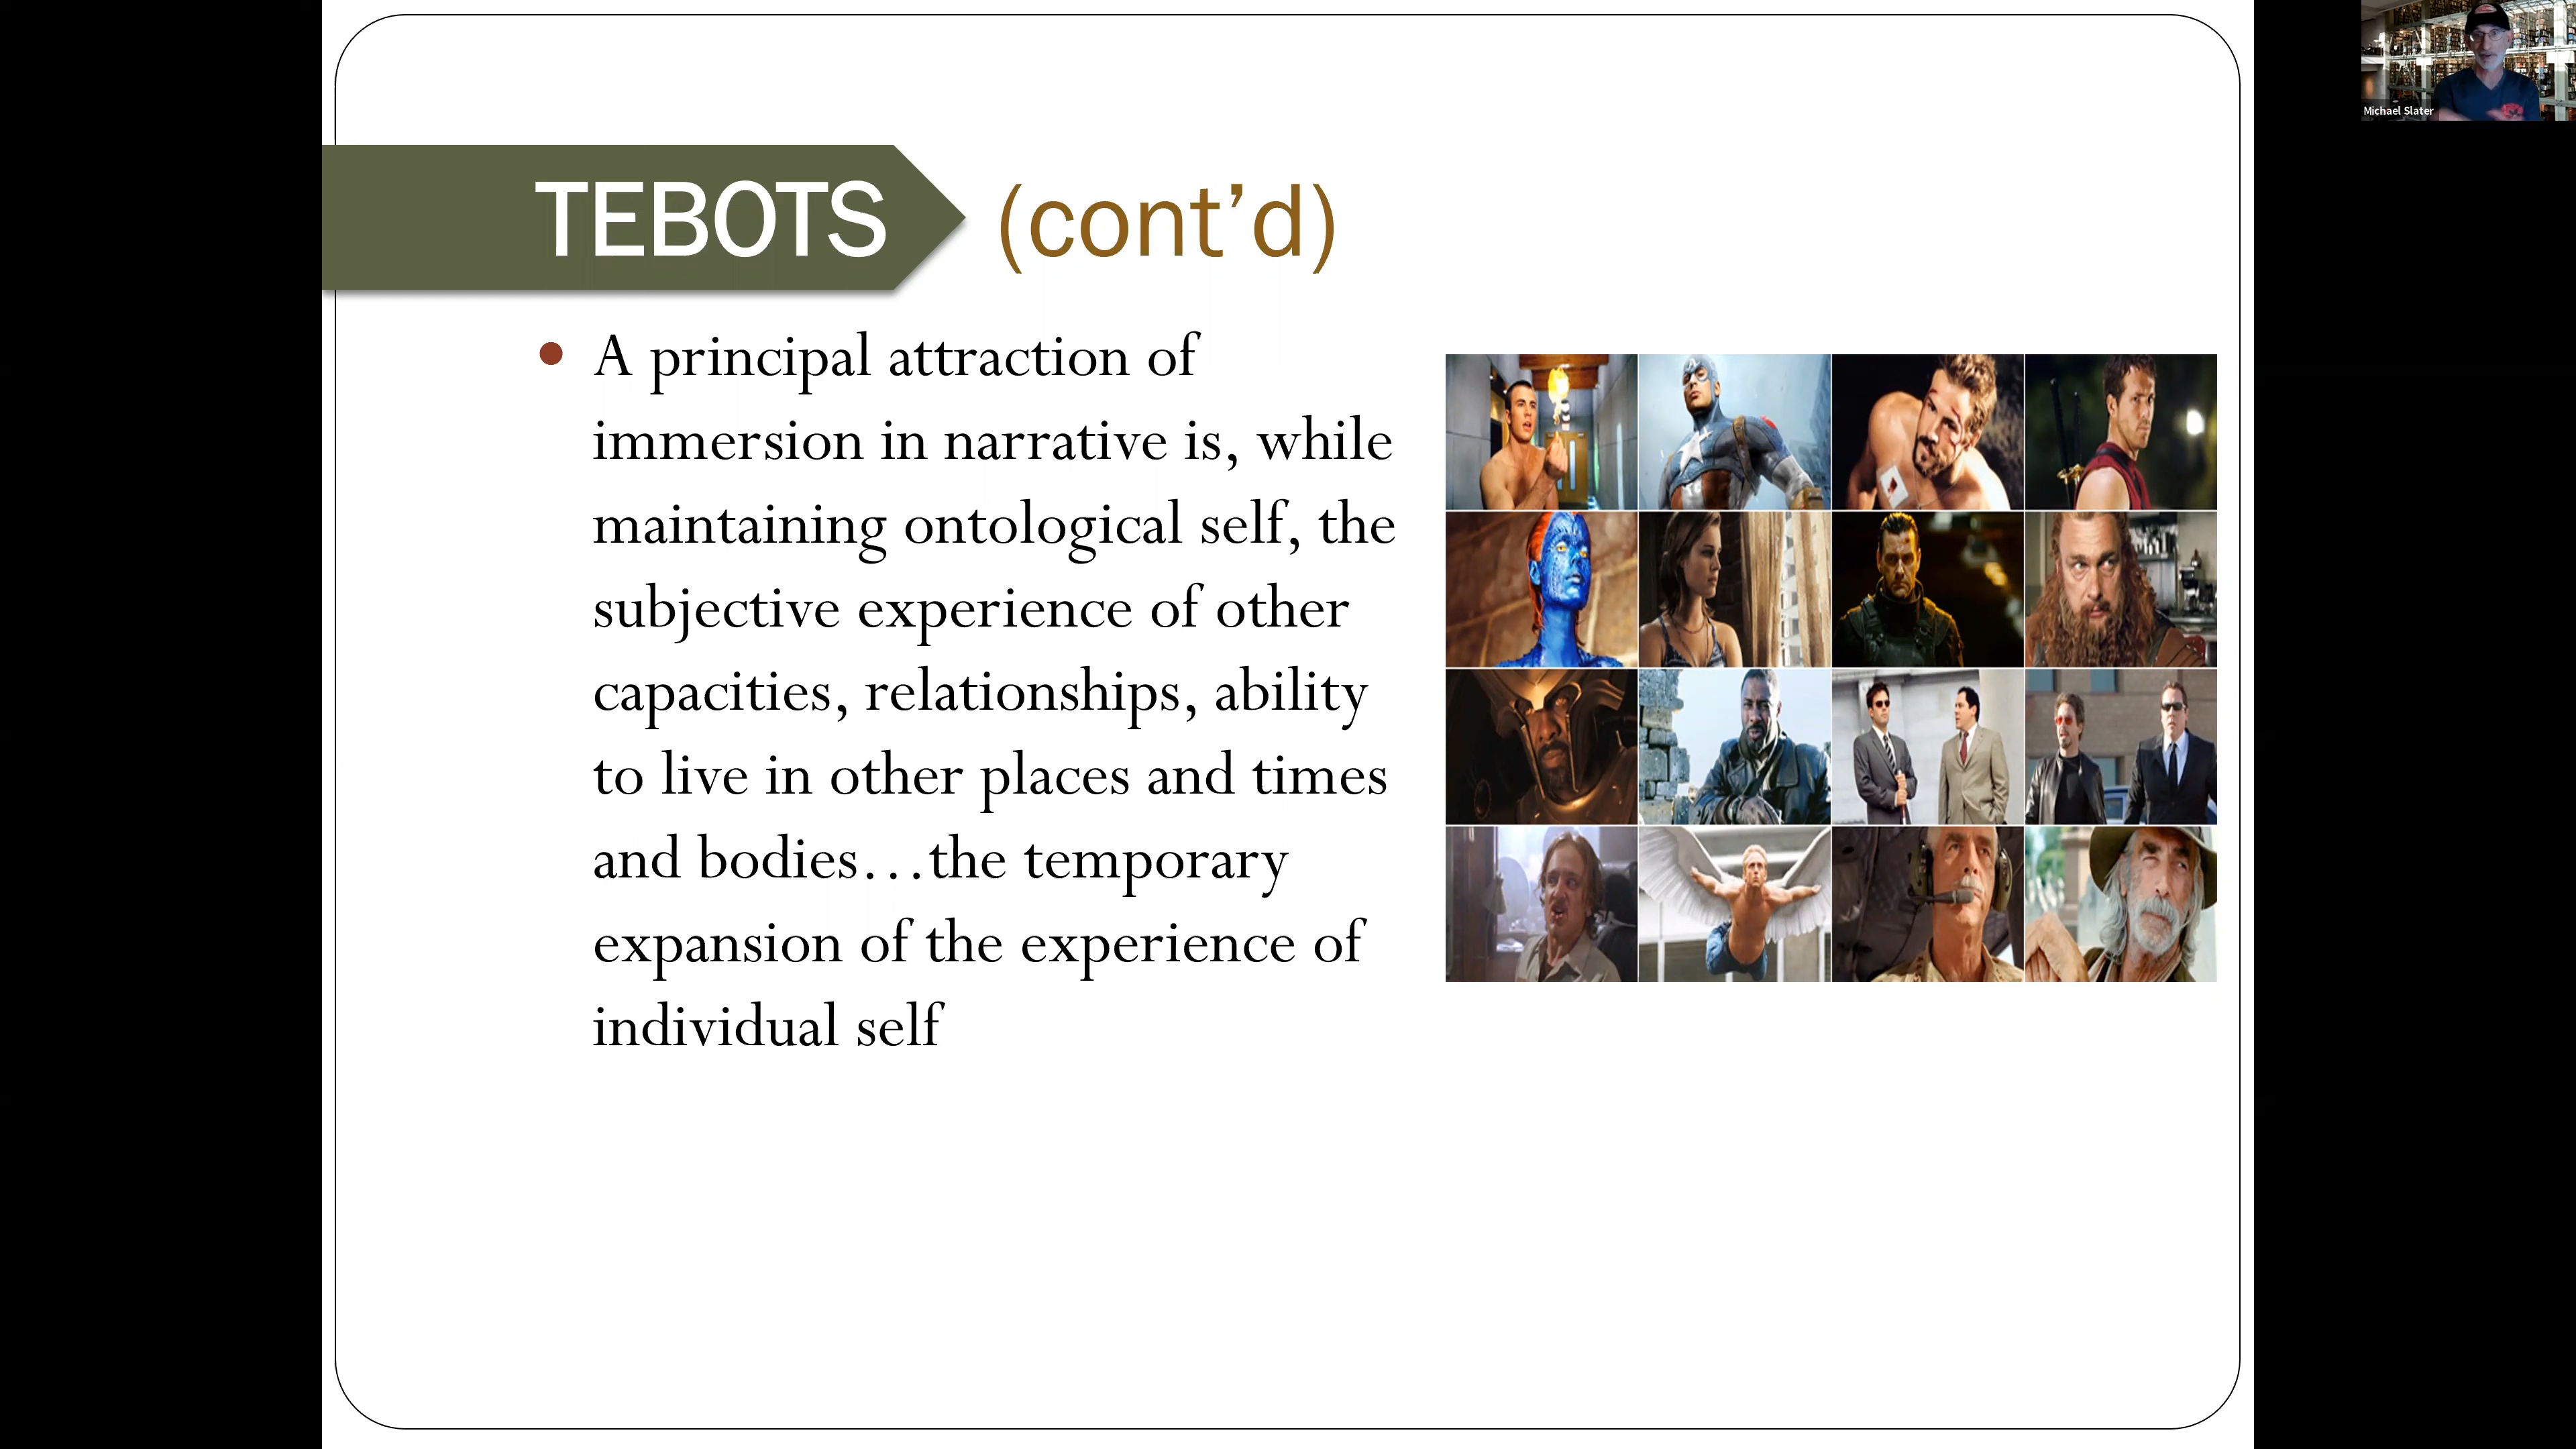 TEBOTS (cont’d)
• A principal attraction of
immersion in narrative is, while
maintaining ontological self, the
subjective experience of other
capacities, relationships, ability
to live in other places and times
and bodies…the temporary
expansion of the experience of
individual self
Michael Slater